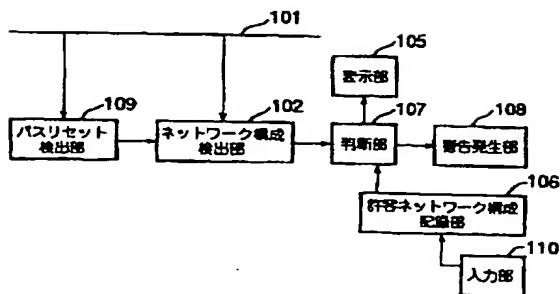 101
105
表示部
109
バスリセット
検出部
102
ネットワーク構成
検出部
107
判断部
108
警告発生部
106
許容ネットワーク構成
記録部
110
入力部